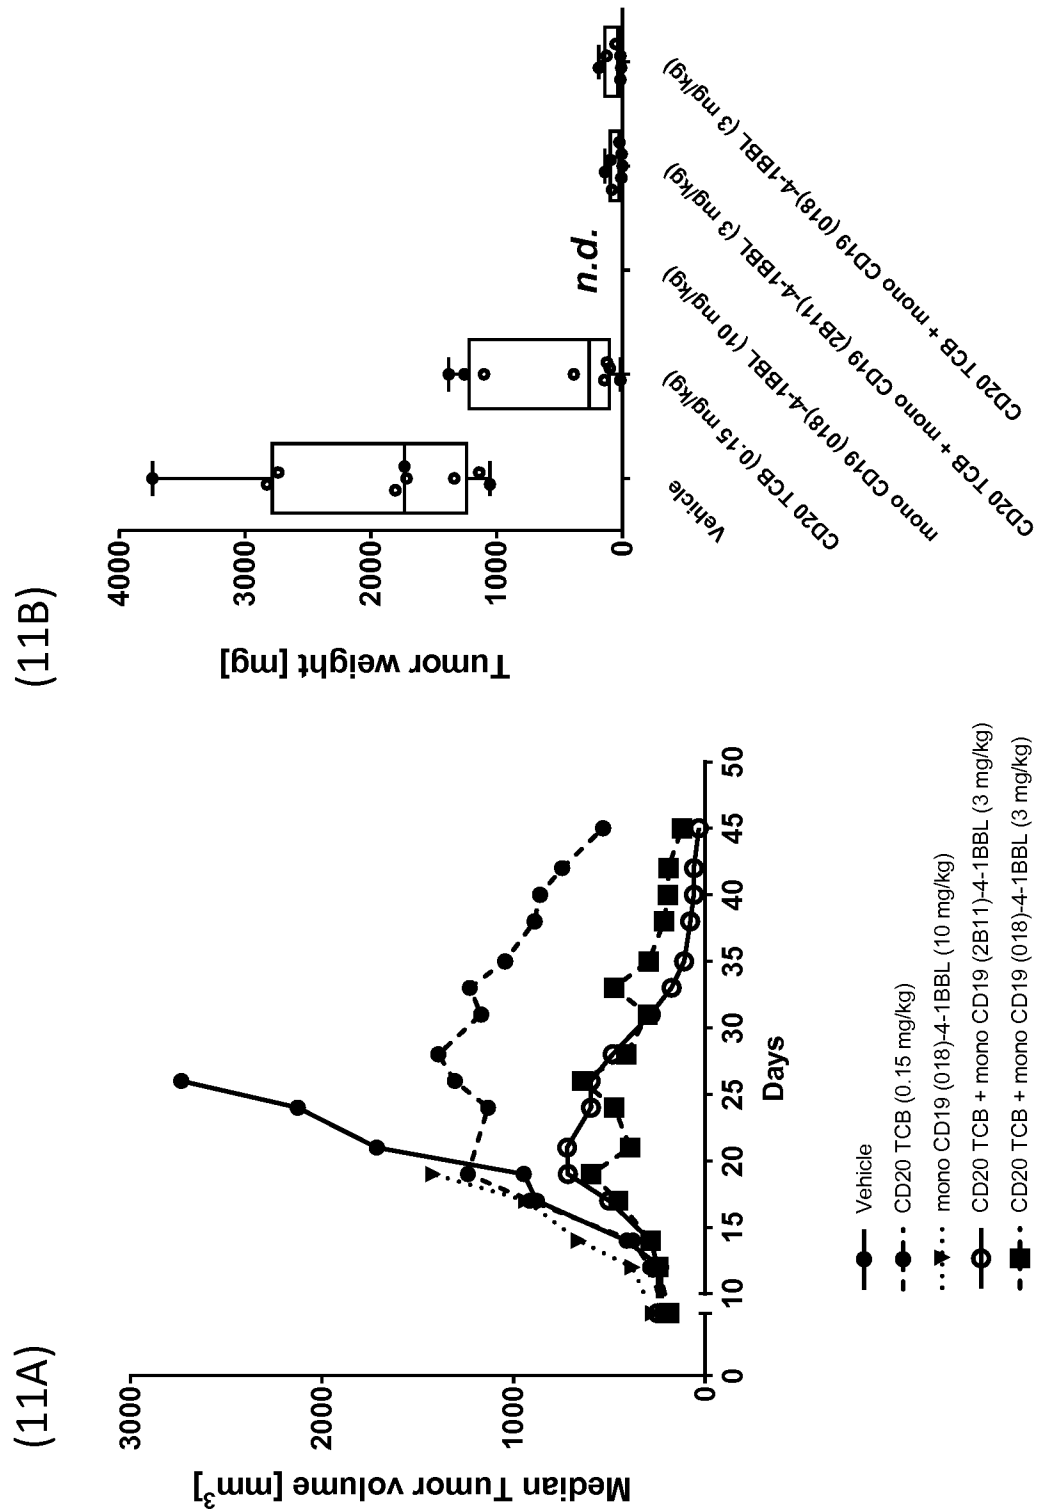 (11A)
Median Tumor volume [mm³]
3000
2000
1000
0
0
10
15
20
25
30
35
40
45
50
Days
Vehicle
CD20 TCB (0.15 mg/kg)
mono CD19 (018)-4-1BBL (10 mg/kg)
CD20 TCB + mono CD19 (2B11)-4-1BBL (3 mg/kg)
CD20 TCB + mono CD19 (018)-4-1BBL (3 mg/kg)
(11B)
Tumor weight [mg]
4000
3000
2000
1000
0
n.d.
Vehicle
CD20 TCB (0.15 mg/kg)
mono CD19 (018)-4-1BBL (10 mg/kg)
CD20 TCB + mono CD19 (2B11)-4-1BBL (3 mg/kg)
CD20 TCB + mono CD19 (018)-4-1BBL (3 mg/kg)